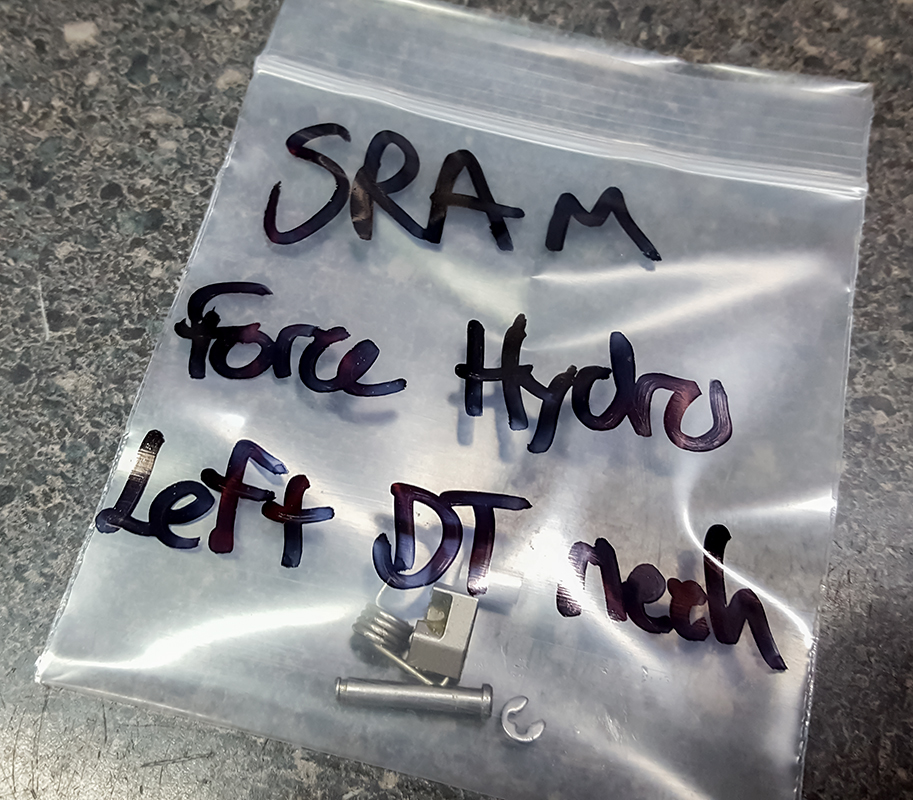 SRAM
Force Hydro
Left DT mech